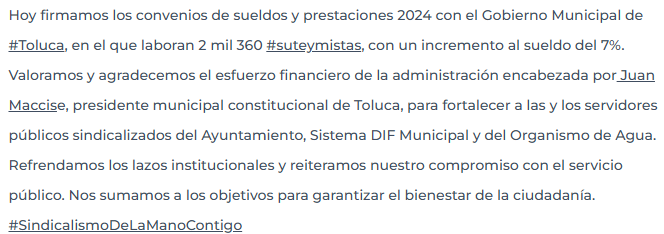 Hoy firmamos los convenios de sueldos y prestaciones 2024 con el Gobierno Municipal de
#Toluca, en el que laboran 2 mil 360 #suteymistas, con un incremento al sueldo del 7%.
Valoramos y agradecemos el esfuerzo financiero de la administración encabezada por Juan
Maccise, presidente municipal constitucional de Toluca, para fortalecer a las y los servidores
públicos sindicalizados del Ayuntamiento, Sistema DIF Municipal y del Organismo de Agua.
Refrendamos los lazos institucionales y reiteramos nuestro compromiso con el servicio
público. Nos sumamos a los objetivos para garantizar el bienestar de la ciudadanía.
#SindicalismoDeLaManoContigo